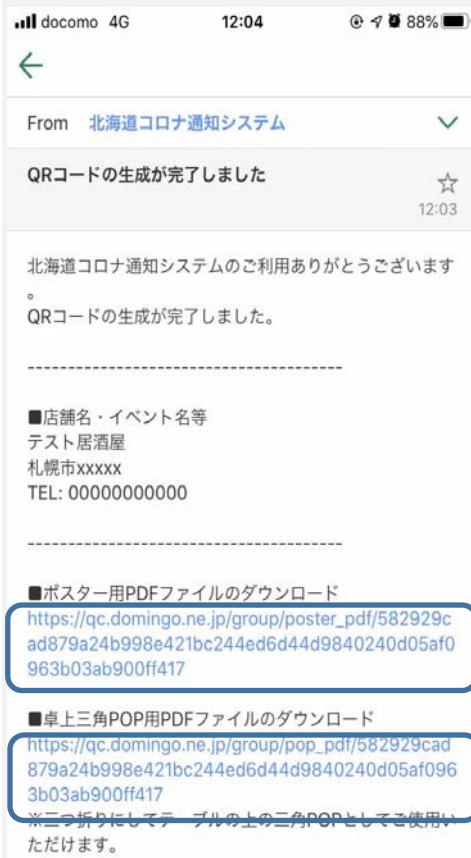 docomo 4G 12:04 88%
From 北海道コロナ通知システム
QRコードの生成が完了しました
12:03
北海道コロナ通知システムのご利用ありがとうございます
。
QRコードの生成が完了しました。
---------------------------------------
■店舗名・イベント名等
テスト居酒屋
札幌市xxxxx
TEL: 00000000000
---------------------------------------
■ポスター用PDFファイルのダウンロード
https://qc.domingo.ne.jp/group/poster_pdf/582929c
ad879a24b998e421bc244ed6d44d9840240d05af0
963b03ab900ff417
■卓上三角POP用PDFファイルのダウンロード
https://qc.domingo.ne.jp/group/pop_pdf/582929cad
879a24b998e421bc244ed6d44d9840240d05af096
3b03ab900ff417
※三つ折りにしてテーブルの上の三角POPとしてご使用い
ただけます。